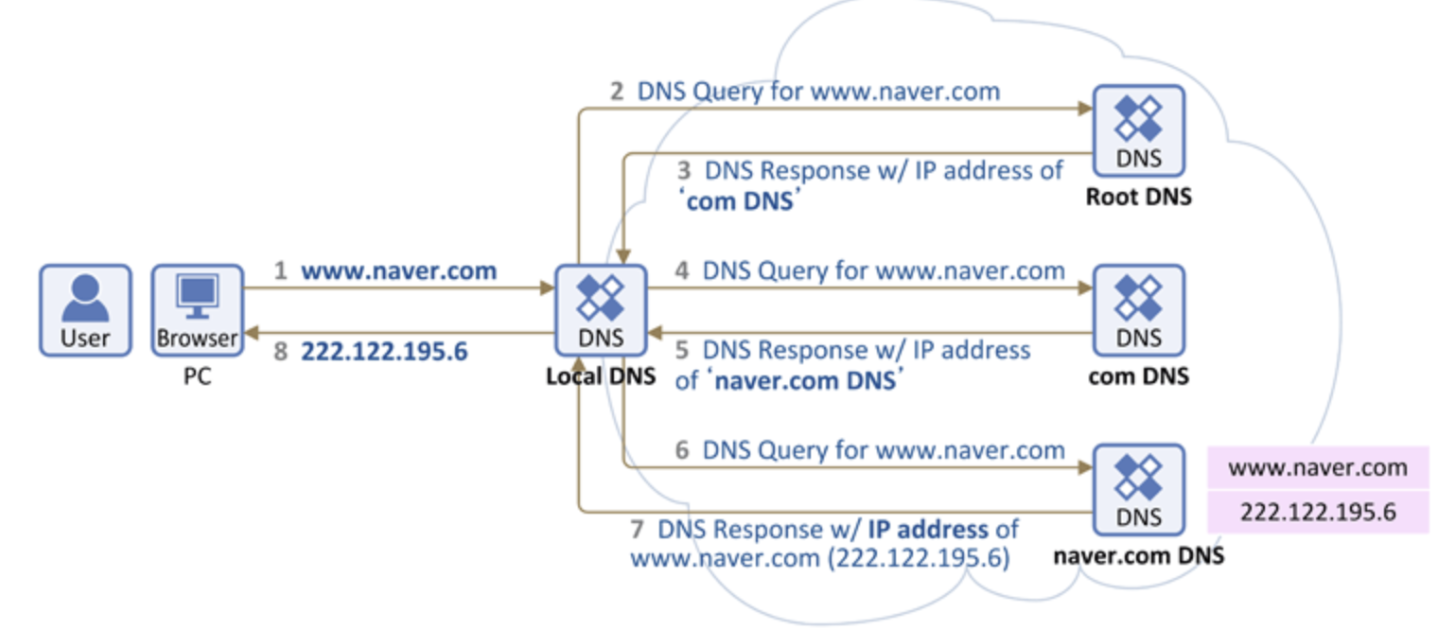 2 DNS Query for www.naver.com
DNS
Root DNS
3 DNS Response w/ IP address of
‘com DNS’
User
Browser
PC
1 www.naver.com
8 222.122.195.6
DNS
Local DNS
4 DNS Query for www.naver.com
5 DNS Response w/ IP address
of ‘naver.com DNS’
DNS
com DNS
6 DNS Query for www.naver.com
7 DNS Response w/ IP address of
www.naver.com (222.122.195.6)
DNS
naver.com DNS
www.naver.com
222.122.195.6